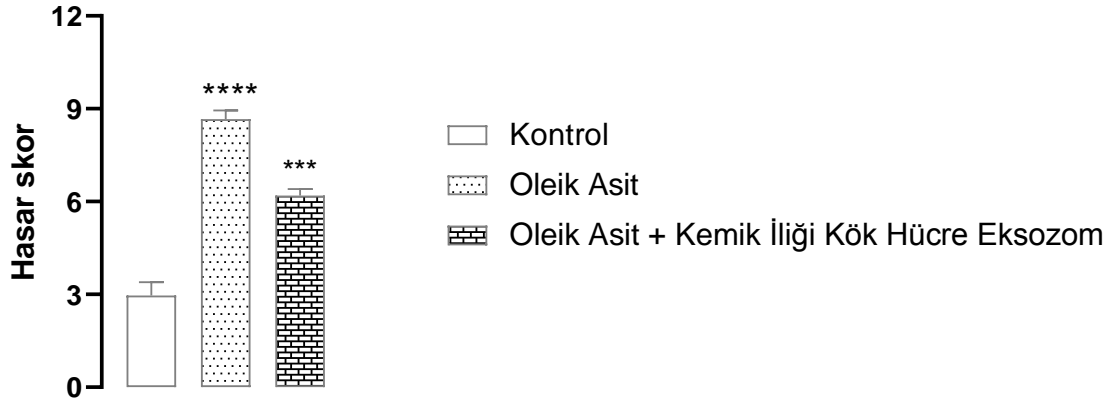 12
9
6
3
0
Hasar skor
****
***
Kontrol
Oleik Asit
Oleik Asit + Kemik İliği Kök Hücre Eksozom